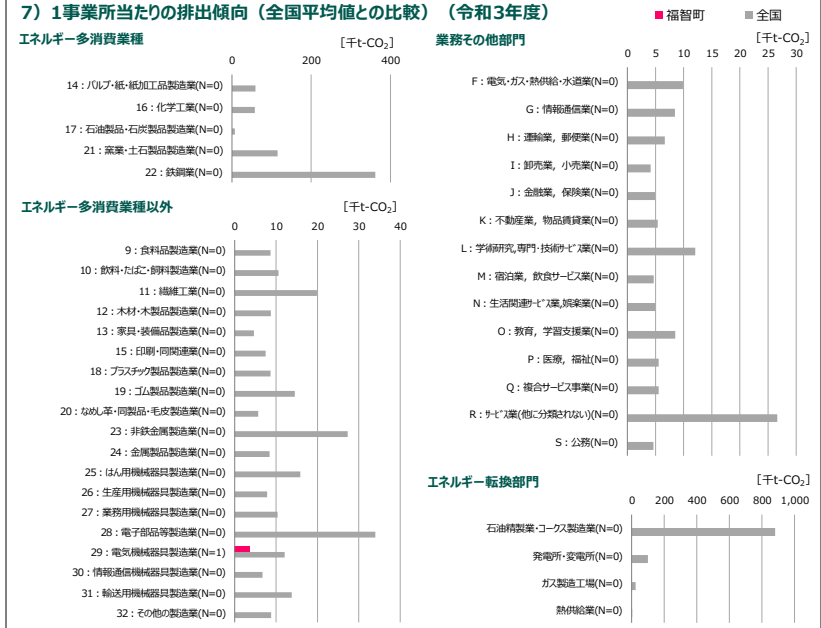 7）1事業所当たりの排出傾向（全国平均値との比較）（令和3年度）
■福智町 ■全国
エネルギー多消費業種
[千t-CO₂]
0 200 400
14：パルプ・紙・紙加工品製造業(N=0)
16：化学工業(N=0)
17：石油製品・石炭製品製造業(N=0)
21：窯業・土石製品製造業(N=0)
22：鉄鋼業(N=0)
エネルギー多消費業種以外
[千t-CO₂]
0 10 20 30 40
9：食料品製造業(N=0)
10：飲料・たばこ・飼料製造業(N=0)
11：繊維工業(N=0)
12：木材・木製品製造業(N=0)
13：家具・装備品製造業(N=0)
15：印刷・同関連業(N=0)
18：プラスチック製品製造業(N=0)
19：ゴム製品製造業(N=0)
20：なめし革・同製品・毛皮製造業(N=0)
23：非鉄金属製造業(N=0)
24：金属製品製造業(N=0)
25：はん用機械器具製造業(N=0)
26：生産用機械器具製造業(N=0)
27：業務用機械器具製造業(N=0)
28：電子部品等製造業(N=0)
29：電気機械器具製造業(N=1)
30：情報通信機械器具製造業(N=0)
31：輸送用機械器具製造業(N=0)
32：その他の製造業(N=0)
業務その他部門
[千t-CO₂]
0 5 10 15 20 25 30
F：電気・ガス・熱供給・水道業(N=0)
G：情報通信業(N=0)
H：運輸業，郵便業(N=0)
I：卸売業，小売業(N=0)
J：金融業，保険業(N=0)
K：不動産業，物品賃貸業(N=0)
L：学術研究,専門・技術ｻｰﾋﾞｽ業(N=0)
M：宿泊業，飲食サービス業(N=0)
N：生活関連ｻｰﾋﾞｽ業,娯楽業(N=0)
O：教育，学習支援業(N=0)
P：医療，福祉(N=0)
Q：複合サービス事業(N=0)
R：ｻｰﾋﾞｽ業(他に分類されない)(N=0)
S：公務(N=0)
エネルギー転換部門
[千t-CO₂]
0 200 400 600 800 1,000
石油精製業・コークス製造業(N=0)
発電所・変電所(N=0)
ガス製造工場(N=0)
熱供給業(N=0)